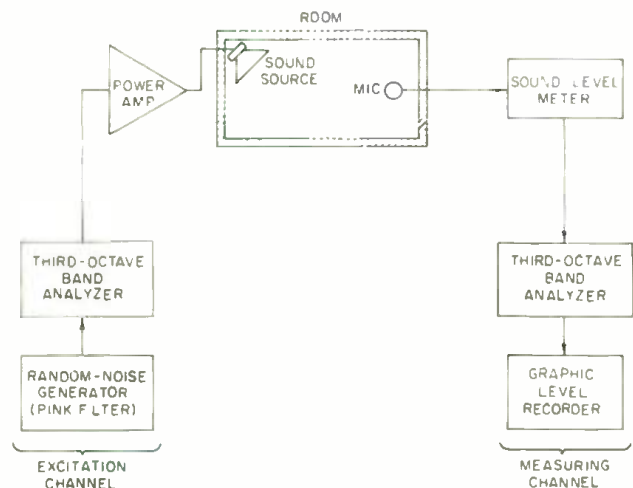 ROOM
POWER
AMP
SOUND
SOURCE
MIC
SOUND LEVEL
METER
THIRD-OCTAVE
BAND
ANALYZER
THIRD-OCTAVE
BAND
ANALYZER
RANDOM-NOISE
GENERATOR
(PINK FILTER)
GRAPHIC
LEVEL
RECORDER
EXCITATION
CHANNEL
MEASURING
CHANNEL